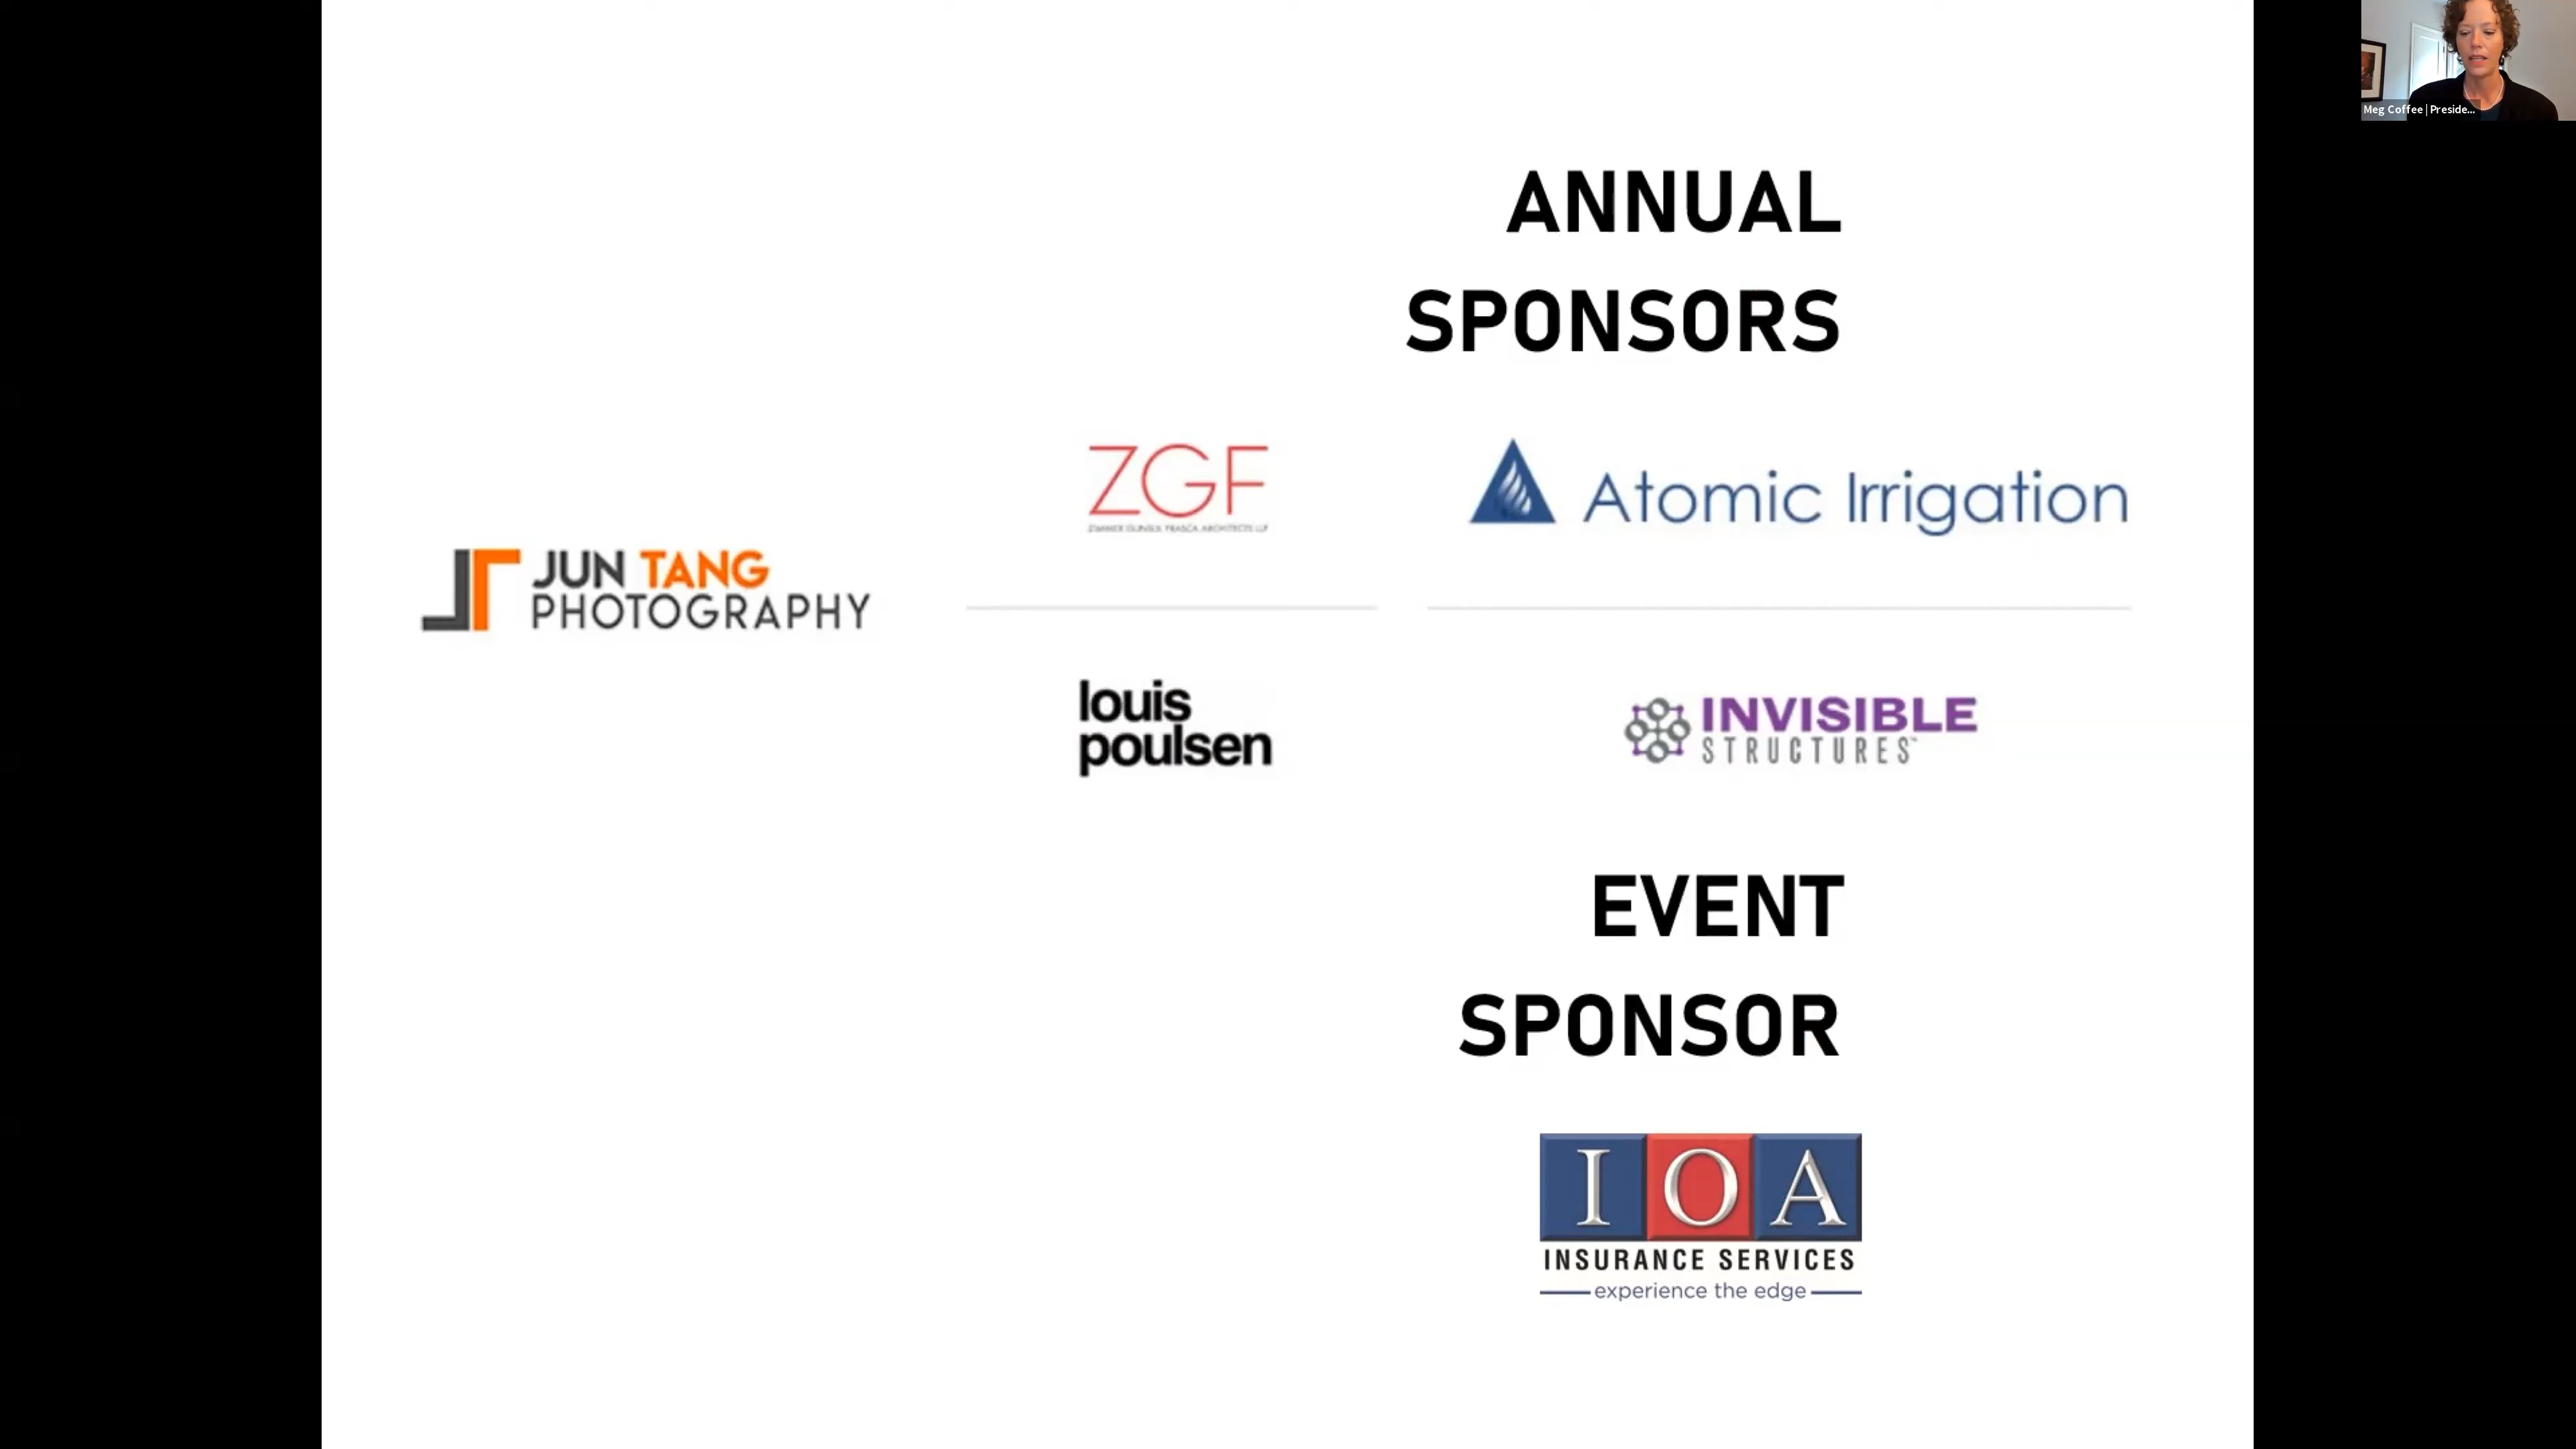 Meg Coffee | Preside...
ANNUAL
SPONSORS
ZGF
Atomic Irrigation
JUN TANG
PHOTOGRAPHY
louis
poulsen
INVISIBLE
STRUCTURES™
EVENT
SPONSOR
IOA
INSURANCE SERVICES
experience the edge